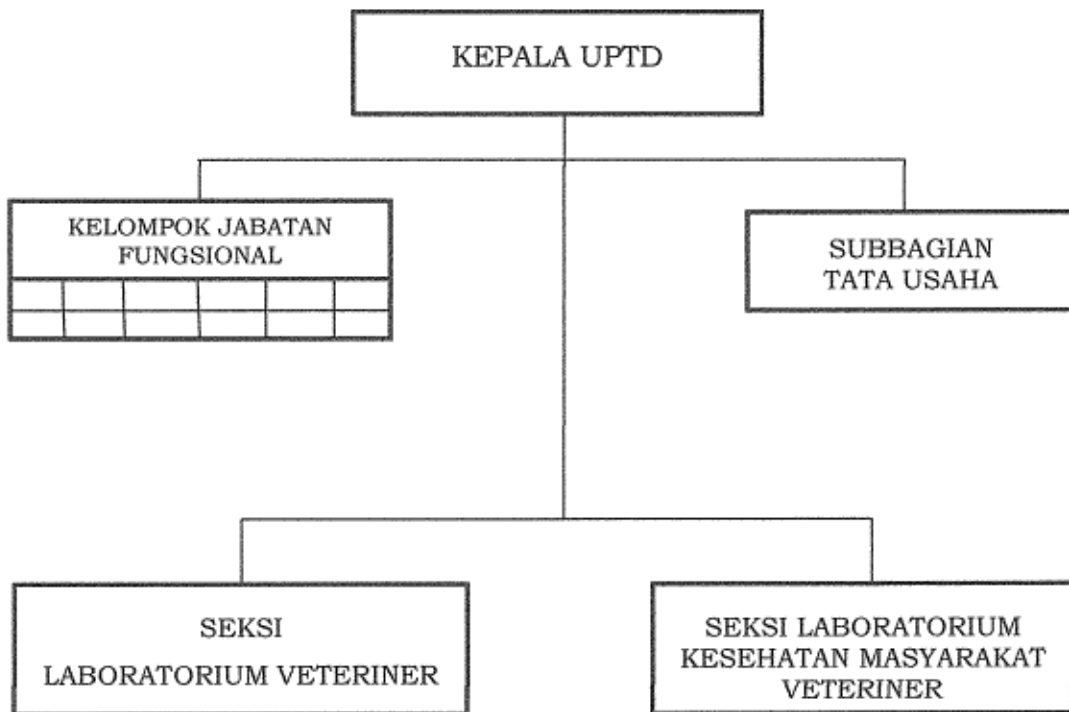 KEPALA UPTD
KELOMPOK JABATAN
FUNGSIONAL
SUBBAGIAN
TATA USAHA
SEKSI
LABORATORIUM VETERINER
SEKSI LABORATORIUM
KESEHATAN MASYARAKAT
VETERINER